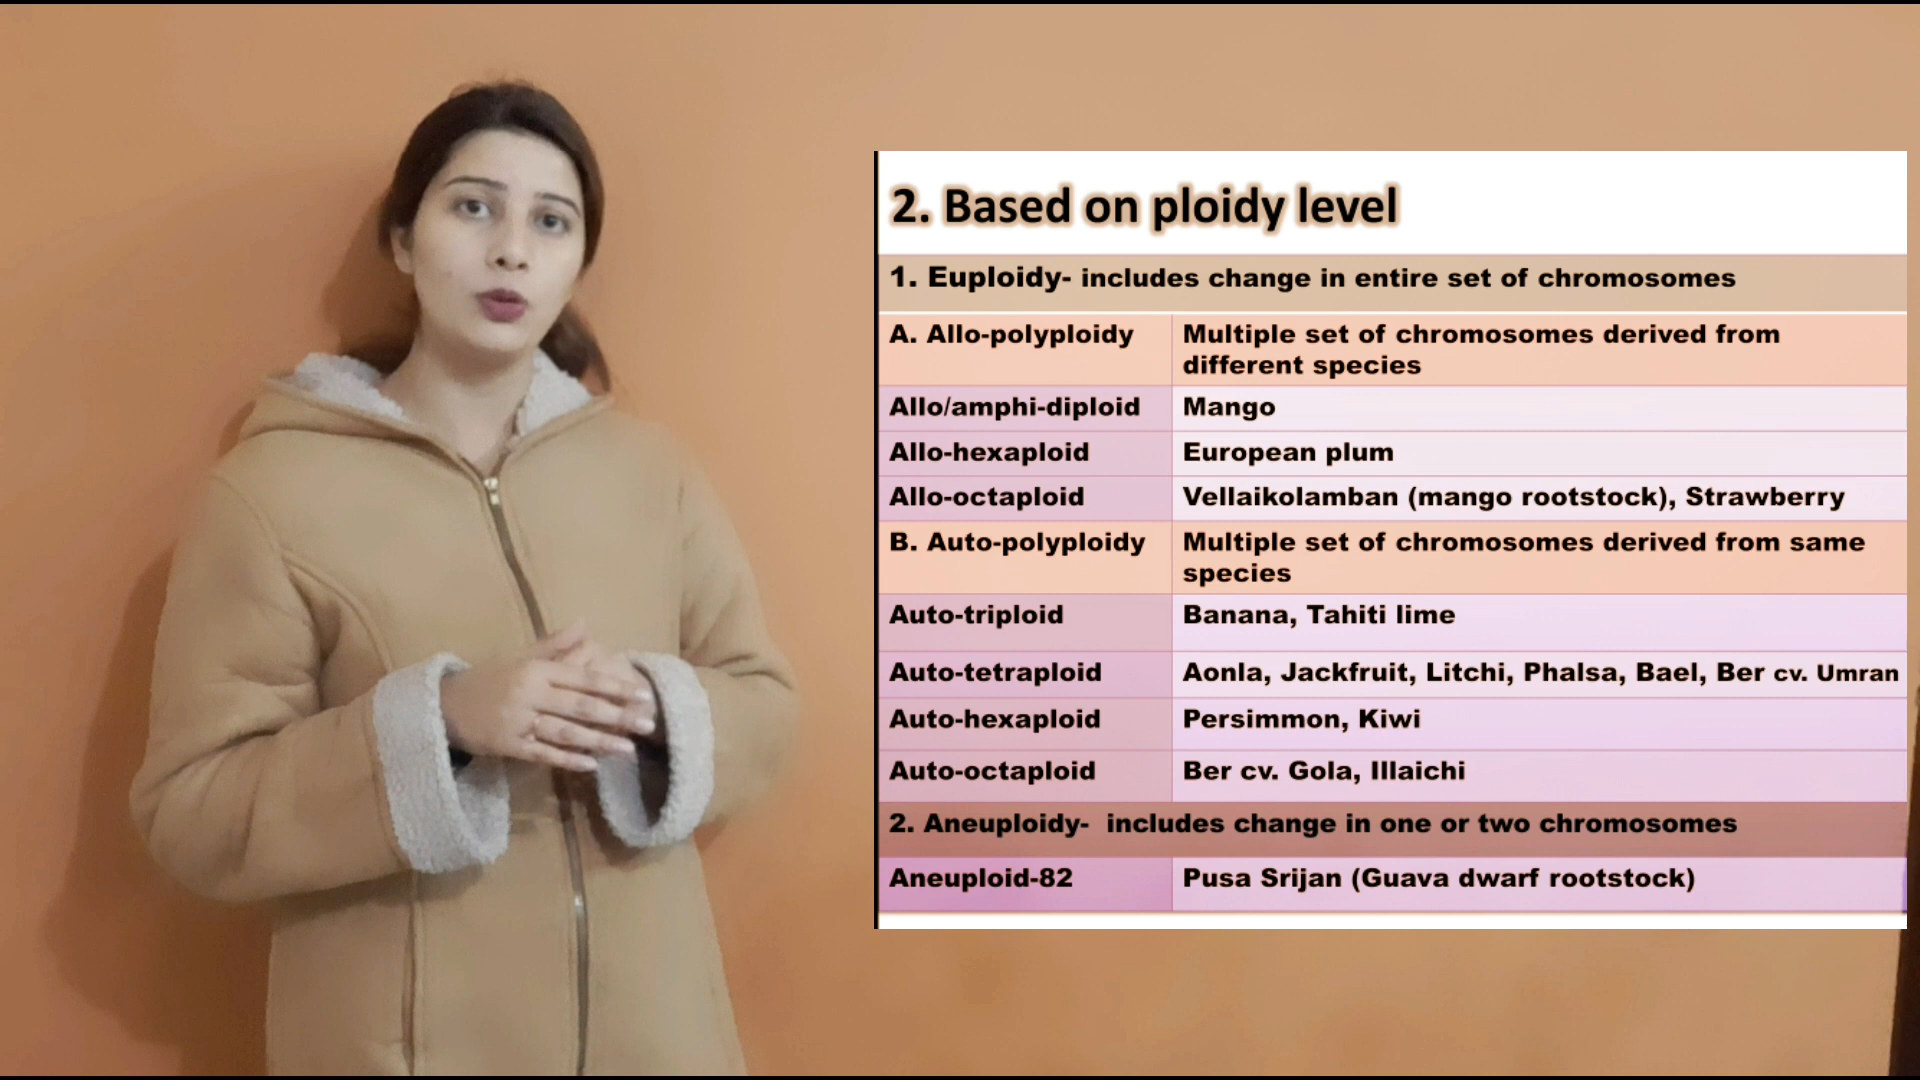 2. Based on ploidy level
1. Euploidy- includes change in entire set of chromosomes
A. Allo-polyploidy
Multiple set of chromosomes derived from
different species
Allo/amphi-diploid
Mango
Allo-hexaploid
European plum
Allo-octaploid
Vellaikolamban (mango rootstock), Strawberry
B. Auto-polyploidy
Multiple set of chromosomes derived from same
species
Auto-triploid
Banana, Tahiti lime
Auto-tetraploid
Aonla, Jackfruit, Litchi, Phalsa, Bael, Ber cv. Umran
Auto-hexaploid
Persimmon, Kiwi
Auto-octaploid
Ber cv. Gola, Illaichi
2. Aneuploidy- includes change in one or two chromosomes
Aneuploid-82
Pusa Srijan (Guava dwarf rootstock)